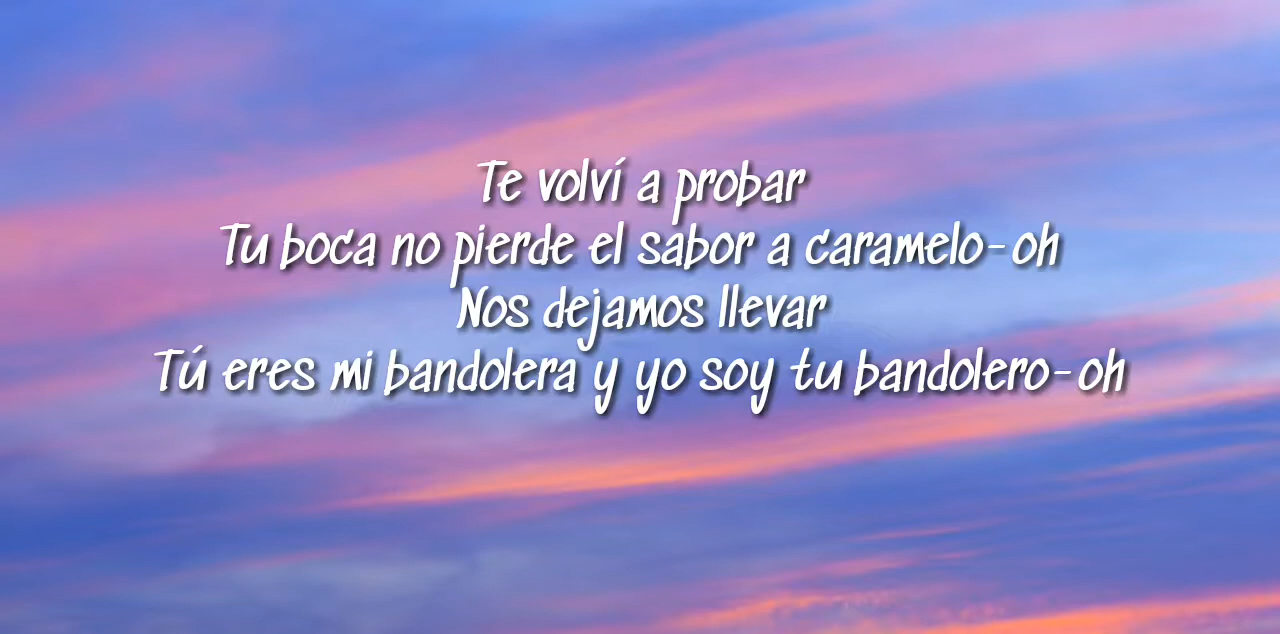 Te volví a probar
Tu boca no pierde el sabor a caramelo-oh
Nos dejamos llevar
Tú eres mi bandolera y yo soy tu bandolero-oh